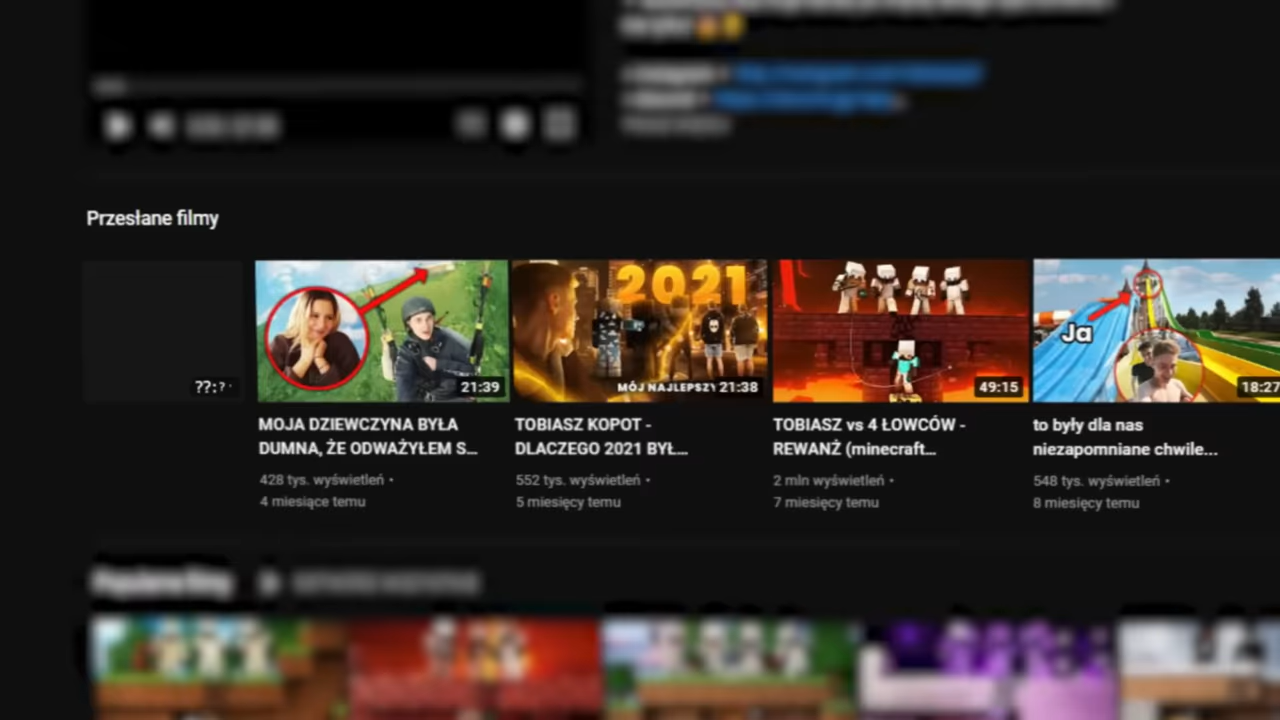 Przesłane filmy
??:?
21:39
2021
MÓJ NAJLEPSZY
21:38
49:15
Ja
18:27
MOJA DZIEWCZYNA BYŁA
DUMNA, ŻE ODWAŻYŁEM S...
428 tys. wyświetleń •
4 miesiące temu
TOBIASZ KOPOT -
DLACZEGO 2021 BYŁ...
552 tys. wyświetleń •
5 miesięcy temu
TOBIASZ vs 4 ŁOWCÓW -
REWANŻ (minecraft...
2 mln wyświetleń •
7 miesięcy temu
to były dla nas
niezapomniane chwile...
548 tys. wyświetleń •
8 miesięcy temu